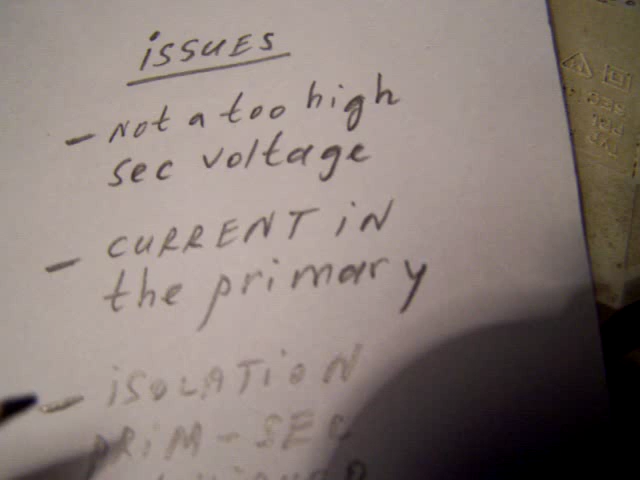 iSSUES
- Not a too high
sec voltage
- CURRENT iN
the primary
- iSOLATiON
PRiM-SEC